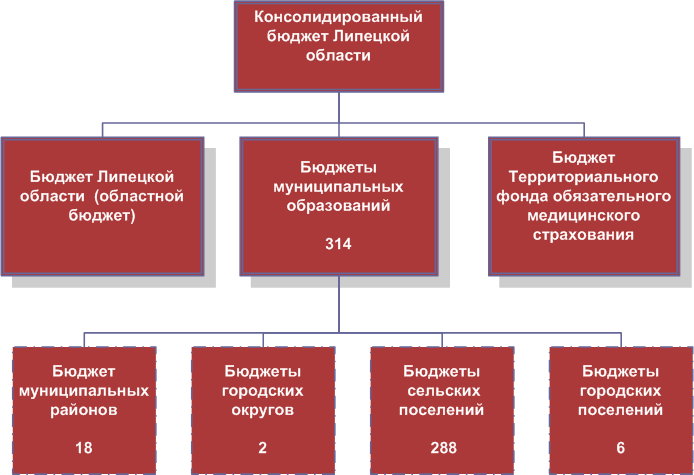 Консолидированный
бюджет Липецкой
области
Бюджет Липецкой
области (областной
бюджет)
Бюджеты
муниципальных
образований
314
Бюджет
Территориального
фонда обязательного
медицинского
страхования
Бюджет
муниципальных
районов
18
Бюджеты
городских
округов
2
Бюджеты
сельских
поселений
288
Бюджеты
городских
поселений
6